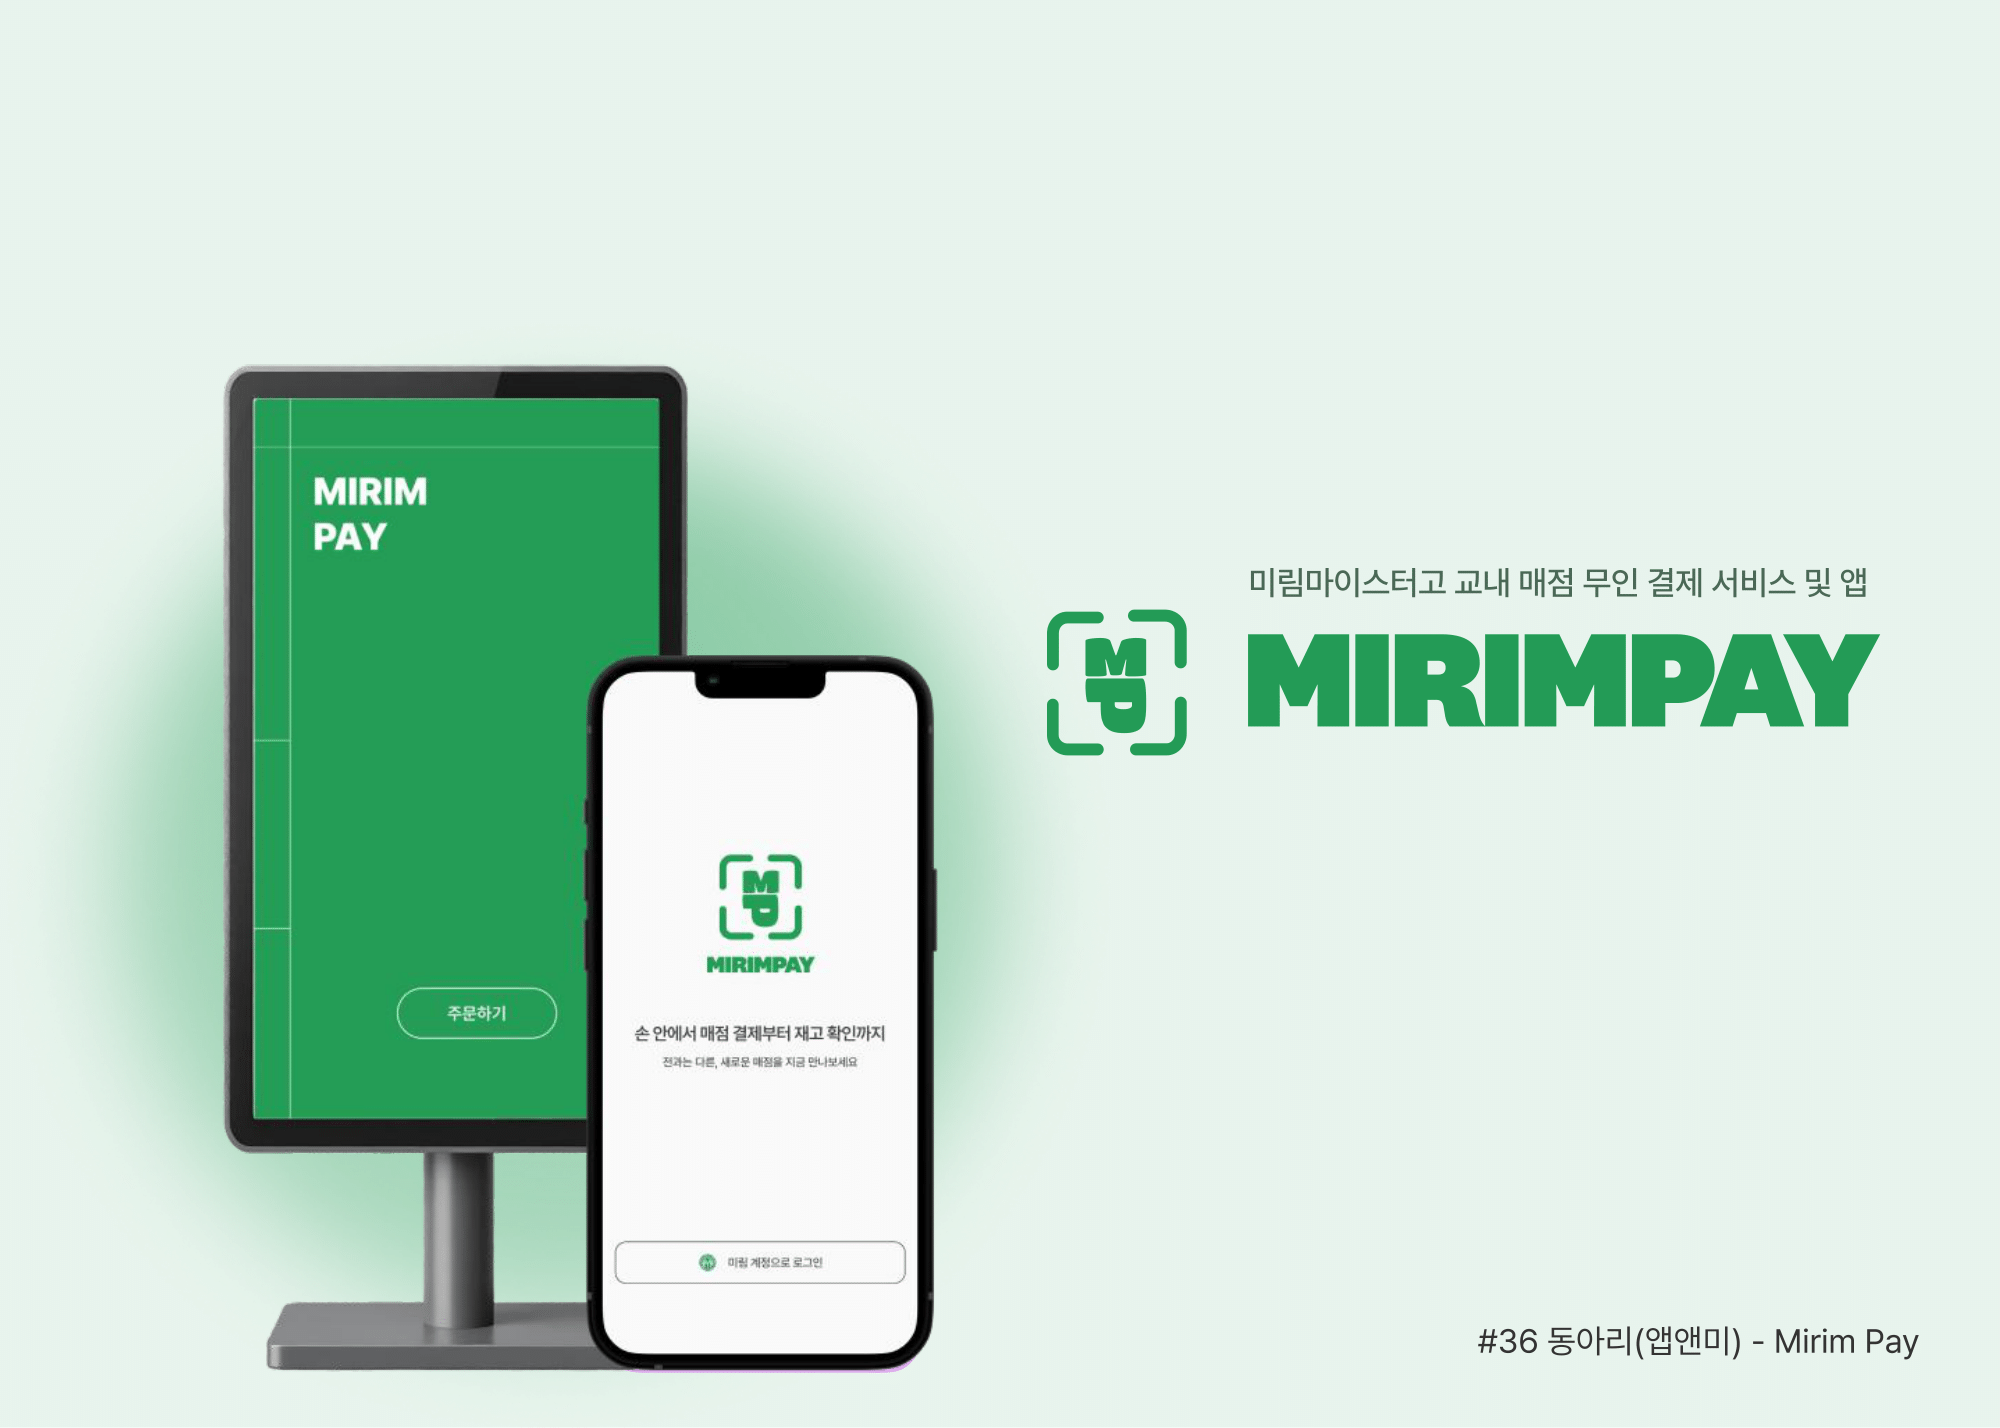 MIRIM
PAY
주문하기
MP
MIRIMPAY
손 안에서 매점 결제부터 재고 확인까지
전과는 다른, 새로운 매점을 지금 만나보세요
미림 계정으로 로그인
미림마이스터고 교내 매점 무인 결제 서비스 및 앱
MP
MIRIMPAY
#36 동아리(앱앤미) - Mirim Pay